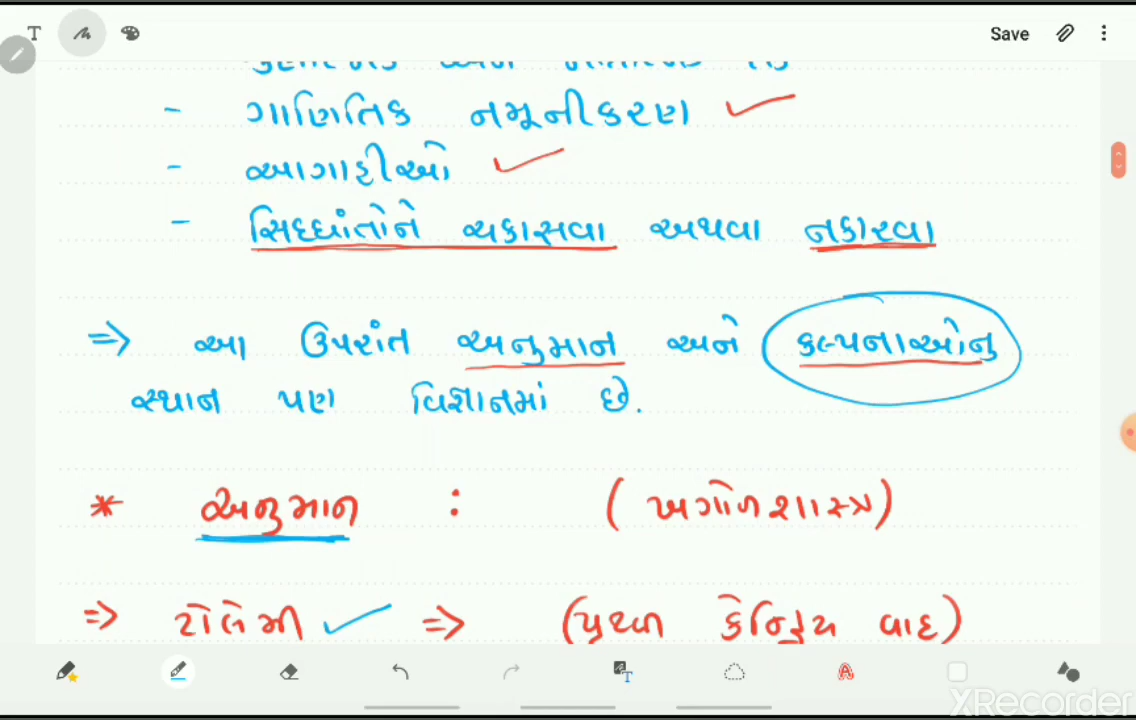 T Save
- ગાણિતિક નમૂનીકરણ
- આગાહીઓ
- સિદ્ધાંતોને ચકાસવા અથવા નકારવા
=> આ ઉપરાંત અનુમાન અને કલ્પનાઓનુ
સ્થાન પણ વિજ્ઞાનમાં છે.
* અનુમાન : (ખગોળશાસ્ત્ર)
=> ટૉલેમી => (પૃથ્વી કેન્દ્રિય વાદ)
XRecorder